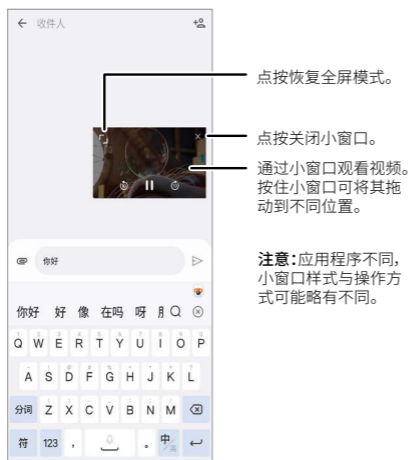 收件人
点按恢复全屏模式。
点按关闭小窗口。
通过小窗口观看视频。
按住小窗口可将其拖
动到不同位置。
注意：应用程序不同，
小窗口样式与操作方
式可能略有不同。
你好
你好 好 像 在吗 呀
Q W E R T Y U I O P
A S D F G H J K L
分词 Z X C V B N M
符 123 ， 。 中/英